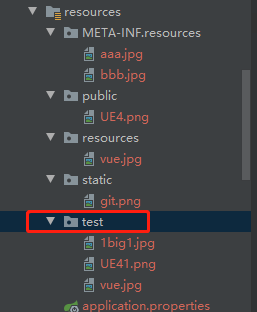 resources
META-INF.resources
aaa.jpg
bbb.jpg
public
UE4.png
resources
vue.jpg
static
git.png
test
1big1.jpg
UE41.png
vue.jpg
application.properties